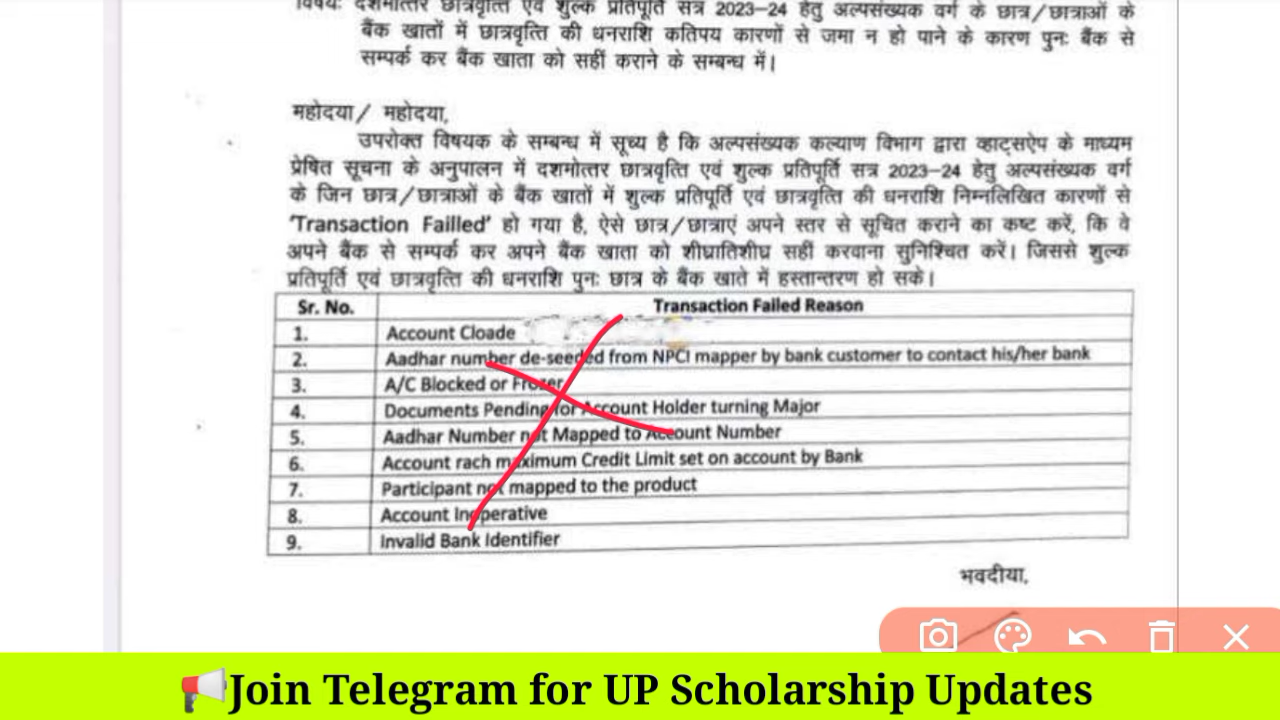 विषयः दशमोत्तर छात्रवृत्ति एवं शुल्क प्रतिपूर्ति सत्र 2023-24 हेतु अल्पसंख्यक वर्ग के छात्र/छात्राओं के
बैंक खातों में छात्रवृत्ति की धनराशि कतिपय कारणों से जमा न हो पाने के कारण पुनः बैंक से
सम्पर्क कर बैंक खाता को सहीं कराने के सम्बन्ध में।
महोदया/ महोदया,
उपरोक्त विषयक के सम्बन्ध में सूच्य है कि अल्पसंख्यक कल्याण विभाग द्वारा व्हाट्सऐप के माध्यम
प्रेषित सूचना के अनुपालन में दशमोत्तर छात्रवृत्ति एवं शुल्क प्रतिपूर्ति सत्र 2023-24 हेतु अल्पसंख्यक वर्ग
के जिन छात्र/छात्राओं के बैंक खातों में शुल्क प्रतिपूर्ति एवं छात्रवृत्ति की धनराशि निम्नलिखित कारणों से
'Transaction Failled' हो गया है, ऐसे छात्र/छात्राएं अपने स्तर से सूचित कराने का कष्ट करें, कि वे
अपने बैंक से सम्पर्क कर अपने बैंक खाता को शीघ्रातिशीघ्र सहीं करवाना सुनिश्चित करें। जिससे शुल्क
प्रतिपूर्ति एवं छात्रवृत्ति की धनराशि पुनः छात्र के बैंक खाते में हस्तान्तरण हो सके।
Sr. No. Transaction Failed Reason
1. Account Cloade
2. Aadhar number de-seeded from NPCI mapper by bank customer to contact his/her bank
3. A/C Blocked or Frozer
4. Documents Pending for Account Holder turning Major
5. Aadhar Number not Mapped to Account Number
6. Account rach maximum Credit Limit set on account by Bank
7. Participant not mapped to the product
8. Account Inoperative
9. Invalid Bank Identifier
भवदीया,
Join Telegram for UP Scholarship Updates